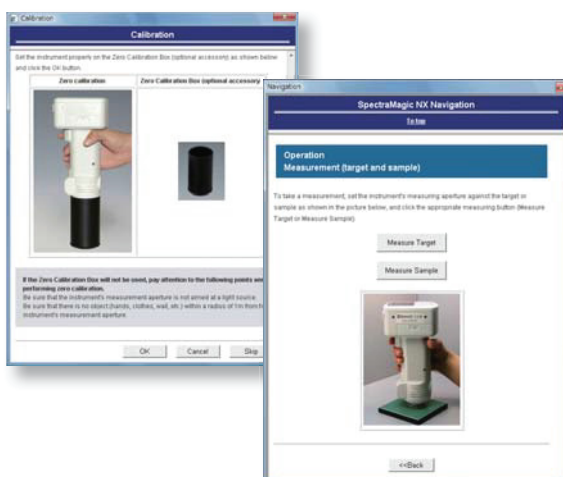 Calibration
Calibration
Set the instrument properly on the Zero Calibration Box (optional accessory) as shown below
and click the OK button.
Zero calibration
Zero Calibration Box (optional accessory)
If the Zero Calibration Box will not be used, pay attention to the following points
performing zero calibration.
Be sure that the instrument's measurement aperture is not aimed at a light source.
Be sure that there is no object (hands, clothes, wall, etc.) within a radius of 1m from
instrument's measurement aperture.
OK
Cancel
Skip
Navigation
SpectraMagic NX Navigation
To top
Operation
Measurement (target and sample)
To take a measurement, set the instrument's measuring aperture against the target or
sample as shown in the picture below, and click the appropriate measuring button (Measure
Target or Measure Sample).
Measure Target
Measure Sample
<<Back